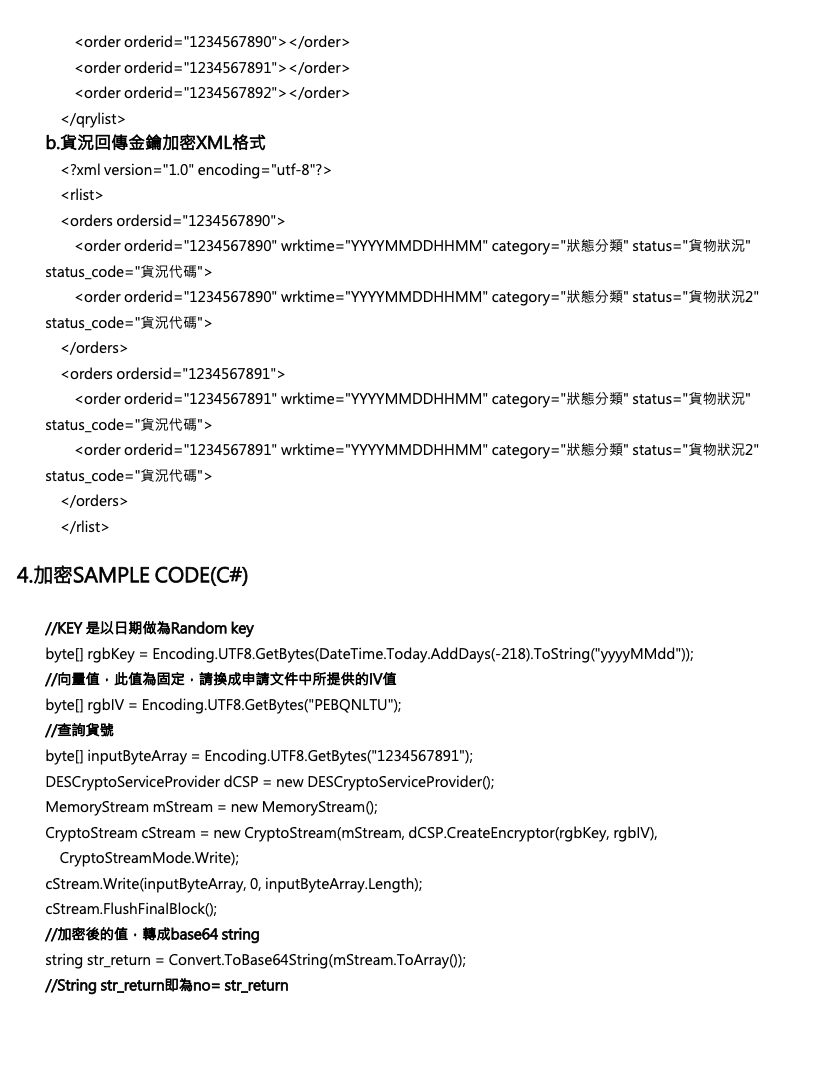 <order orderid="1234567890"></order>
<order orderid="1234567891"></order>
<order orderid="1234567892"></order>
</qrylist>
b.貨況回傳金鑰加密XML格式
<?xml version="1.0" encoding="utf-8"?>
<rlist>
<orders ordersid="1234567890">
<order orderid="1234567890" wrktime="YYYYMMDDHHMM" category="狀態分類" status="貨物狀況"
status_code="貨況代碼">
<order orderid="1234567890" wrktime="YYYYMMDDHHMM" category="狀態分類" status="貨物狀況2"
status_code="貨況代碼">
</orders>
<orders ordersid="1234567891">
<order orderid="1234567891" wrktime="YYYYMMDDHHMM" category="狀態分類" status="貨物狀況"
status_code="貨況代碼">
<order orderid="1234567891" wrktime="YYYYMMDDHHMM" category="狀態分類" status="貨物狀況2"
status_code="貨況代碼">
</orders>
</rlist>
4.加密SAMPLE CODE(C#)
//KEY 是以日期做為Random key
byte[] rgbKey = Encoding.UTF8.GetBytes(DateTime.Today.AddDays(-218).ToString("yyyyMMdd"));
//向量值，此值為固定，請換成申請文件中所提供的IV值
byte[] rgbIV = Encoding.UTF8.GetBytes("PEBQNLTU");
//查詢貨號
byte[] inputByteArray = Encoding.UTF8.GetBytes("1234567891");
DESCryptoServiceProvider dCSP = new DESCryptoServiceProvider();
MemoryStream mStream = new MemoryStream();
CryptoStream cStream = new CryptoStream(mStream, dCSP.CreateEncryptor(rgbKey, rgbIV),
CryptoStreamMode.Write);
cStream.Write(inputByteArray, 0, inputByteArray.Length);
cStream.FlushFinalBlock();
//加密後的值，轉成base64 string
string str_return = Convert.ToBase64String(mStream.ToArray());
//String str_return即為no= str_return